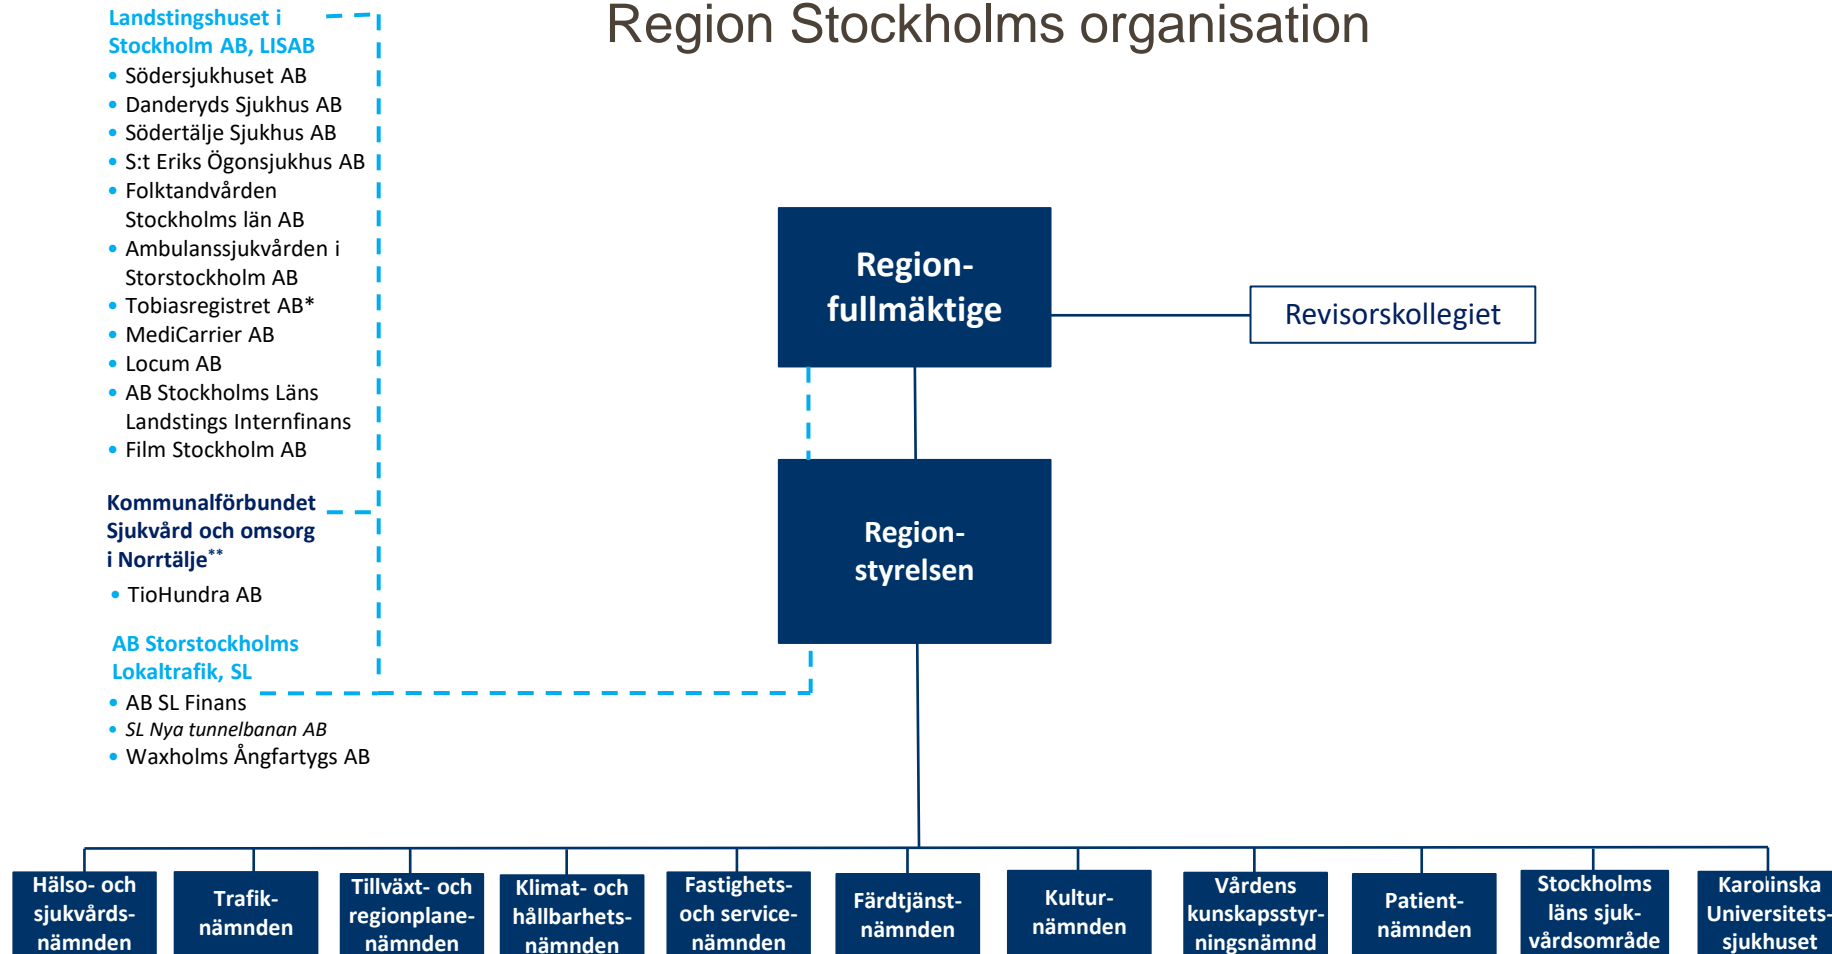 Region Stockholms organisation
Landstingshuset i
Stockholm AB, LISAB
• Södersjukhuset AB
• Danderyds Sjukhus AB
• Södertälje Sjukhus AB
• S:t Eriks Ögonsjukhus AB
• Folktandvården
Stockholms län AB
• Ambulanssjukvården i
Storstockholm AB
• Tobiasregistret AB*
• MediCarrier AB
• Locum AB
• AB Stockholms Läns
Landstings Internfinans
• Film Stockholm AB
Kommunalförbundet
Sjukvård och omsorg
i Norrtälje**
• TioHundra AB
AB Storstockholms
Lokaltrafik, SL
• AB SL Finans
• SL Nya tunnelbanan AB
• Waxholms Ångfartygs AB
Region-
fullmäktige
Revisorskollegiet
Region-
styrelsen
Hälso- och
sjukvårds-
nämnden
Trafik-
nämnden
Tillväxt- och
regionplane-
nämnden
Klimat- och
hållbarhets-
nämnden
Fastighets-
och service-
nämnden
Färdtjänst-
nämnden
Kultur-
nämnden
Vårdens
kunskapsstyr-
ningsnämnd
Patient-
nämnden
Stockholms
läns sjuk-
vårdsområde
Karolinska
Universitets-
sjukhuset